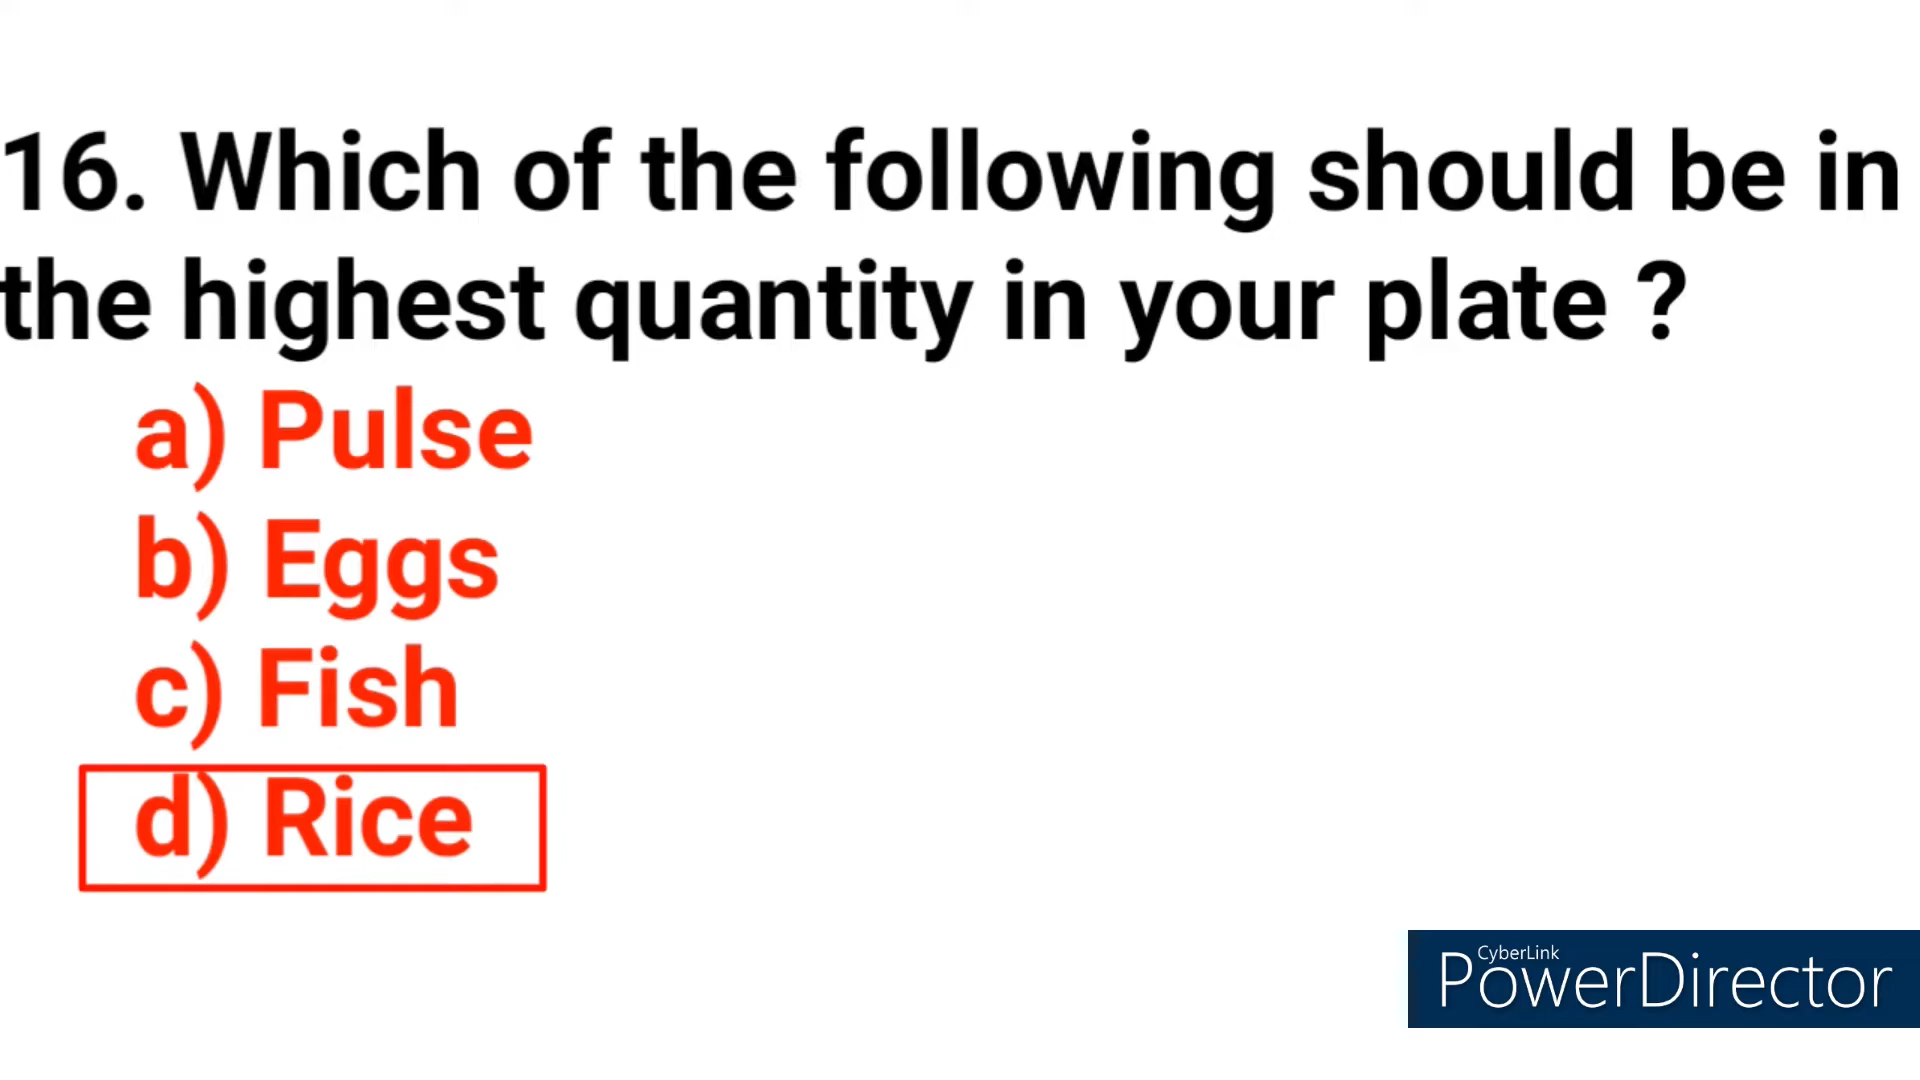 16. Which of the following should be in
the highest quantity in your plate ?
a) Pulse
b) Eggs
c) Fish
d) Rice
CyberLink
PowerDirector